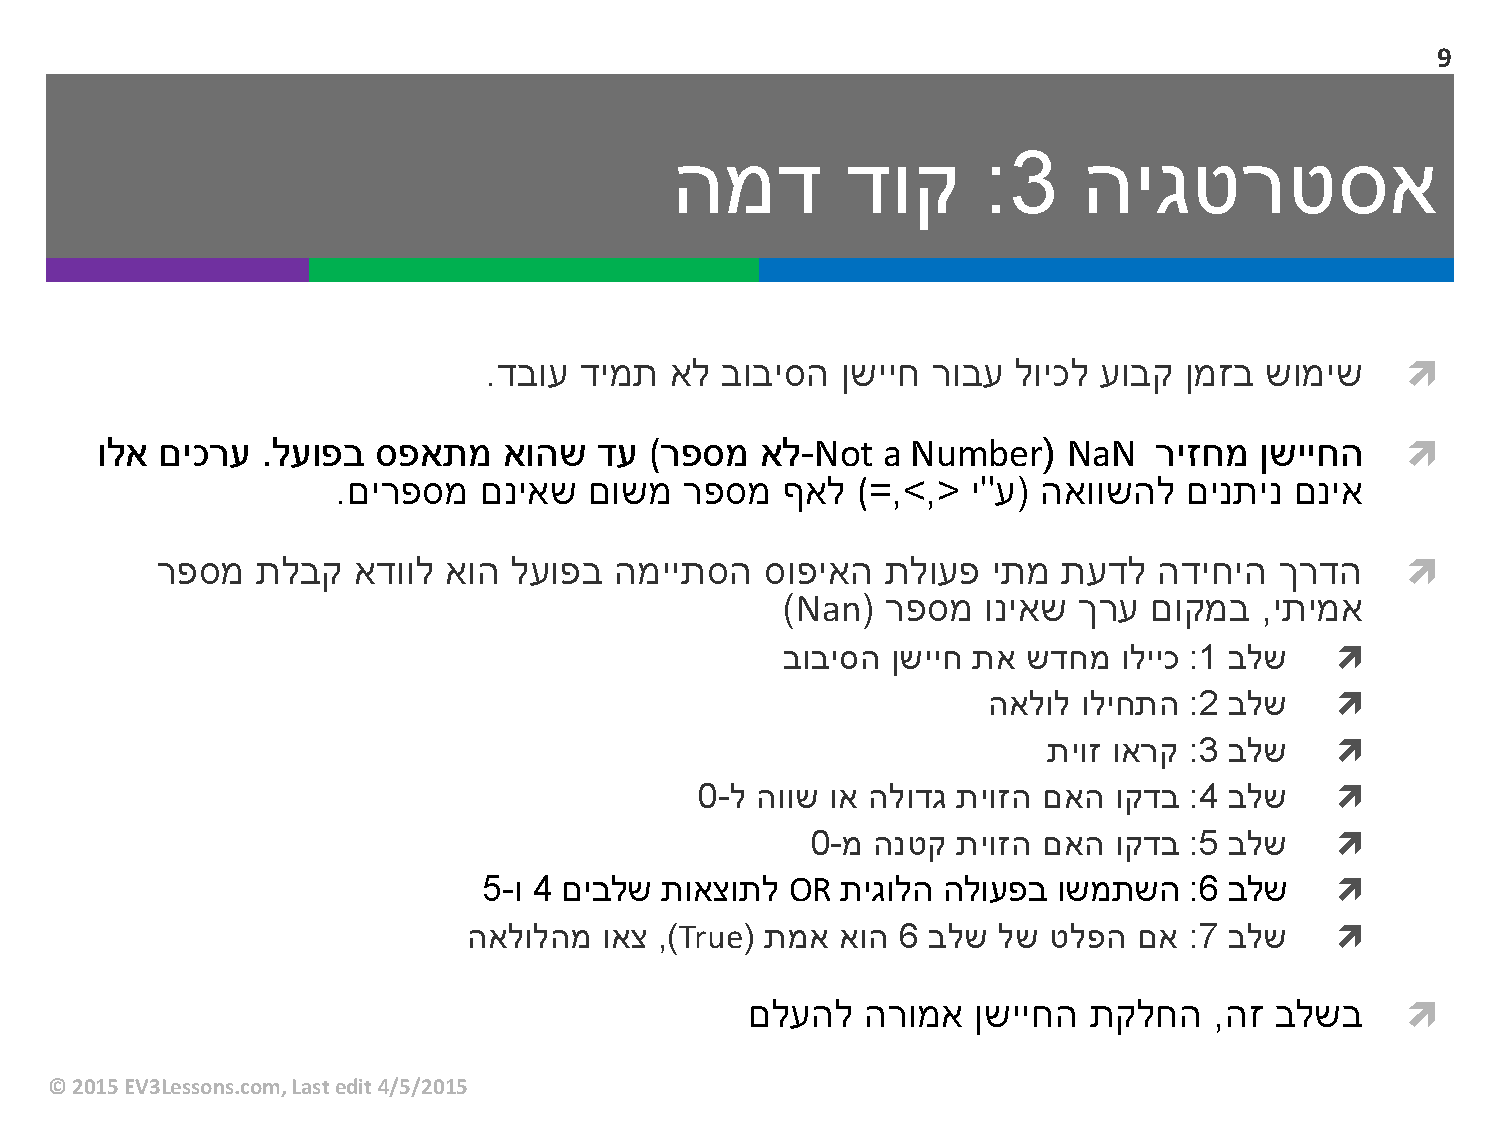 9
אסטרטגיה 3: קוד דמה
שימוש בזמן קבוע לכיול עבור חיישן הסיבוב לא תמיד עובד.
החיישן מחזיר NaN (Not a Number-לא מספר) עד שהוא מתאפס בפועל. ערכים אלו
אינם ניתנים להשוואה (ע"י <,>,=) לאף מספר משום שאינם מספרים.
הדרך היחידה לדעת מתי פעולת האיפוס הסתיימה בפועל הוא לוודא קבלת מספר
אמיתי, במקום ערך שאינו מספר (Nan)
שלב 1: כיילו מחדש את חיישן הסיבוב
שלב 2: התחילו לולאה
שלב 3: קראו זוית
שלב 4: בדקו האם הזוית גדולה או שווה ל-0
שלב 5: בדקו האם הזוית קטנה מ-0
שלב 6: השתמשו בפעולה הלוגית OR לתוצאות שלבים 4 ו-5
שלב 7: אם הפלט של שלב 6 הוא אמת (True), צאו מהלולאה
בשלב זה, החלקת החיישן אמורה להעלם
© 2015 EV3Lessons.com, Last edit 4/5/2015